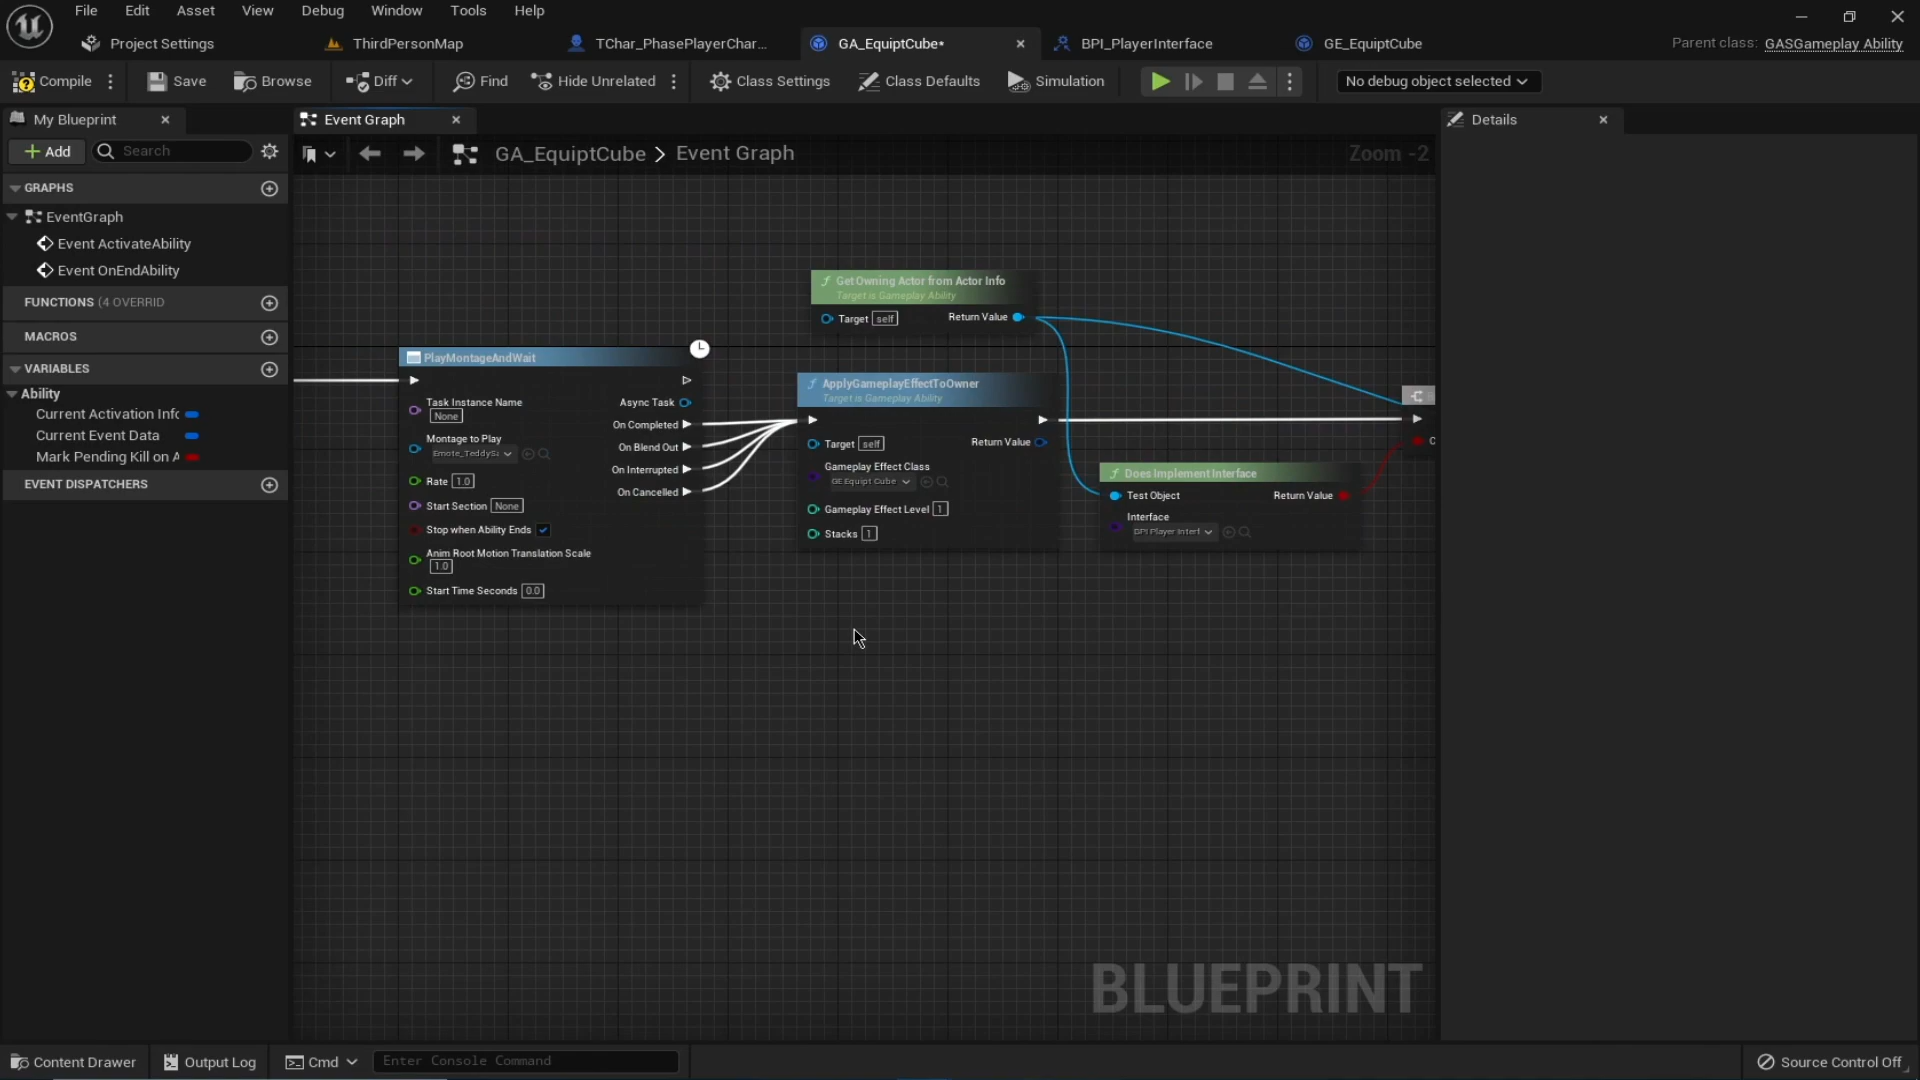 File Edit Asset View Debug Window Tools Help
Project Settings ThirdPersonMap TChar_PhasePlayerChar... GA_EquiptCube* BPI_PlayerInterface GE_EquiptCube Parent class: GASGameplay Ability
Compile Save Browse Diff Find Hide Unrelated Class Settings Class Defaults Simulation No debug object selected
My Blueprint Event Graph Details
Add Search GA_EquiptCube > Event Graph Zoom -2
GRAPHS
EventGraph
Event ActivateAbility
Event OnEndAbility
FUNCTIONS (4 OVERRID
MACROS
VARIABLES
Ability
Current Activation Infc
Current Event Data
Mark Pending Kill on A
EVENT DISPATCHERS
PlayMontageAndWait
Task Instance Name
None
Montage to Play
Emote_TeddySa
Rate 1.0
Start Section None
Stop when Ability Ends
Anim Root Motion Translation Scale
1.0
Start Time Seconds 0.0
Async Task
On Completed
On Blend Out
On Interrupted
On Cancelled
Get Owning Actor from Actor Info
Target is Gameplay Ability
Target self Return Value
ApplyGameplayEffectToOwner
Target is Gameplay Ability
Target self Return Value
Gameplay Effect Class
GE Equipt Cube
Gameplay Effect Level 1
Stacks 1
Does Implement Interface
Test Object Return Value
Interface
BPI Player Interf
BLUEPRINT
Content Drawer Output Log Cmd Enter Console Command Source Control Off